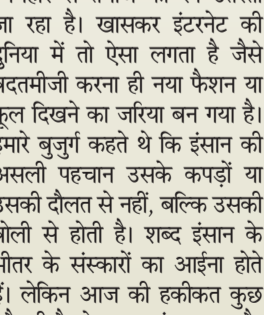 जा रहा है। खासकर इंटरनेट की
दुनिया में तो ऐसा लगता है जैसे
बदतमीजी करना ही नया फैशन या
कूल दिखने का जरिया बन गया है।
हमारे बुजुर्ग कहते थे कि इंसान की
असली पहचान उसके कपड़ों या
उसकी दौलत से नहीं, बल्कि उसकी
बोली से होती है। शब्द इंसान के
भीतर के संस्कारों का आईना होते
हैं। लेकिन आज की हकीकत कुछ